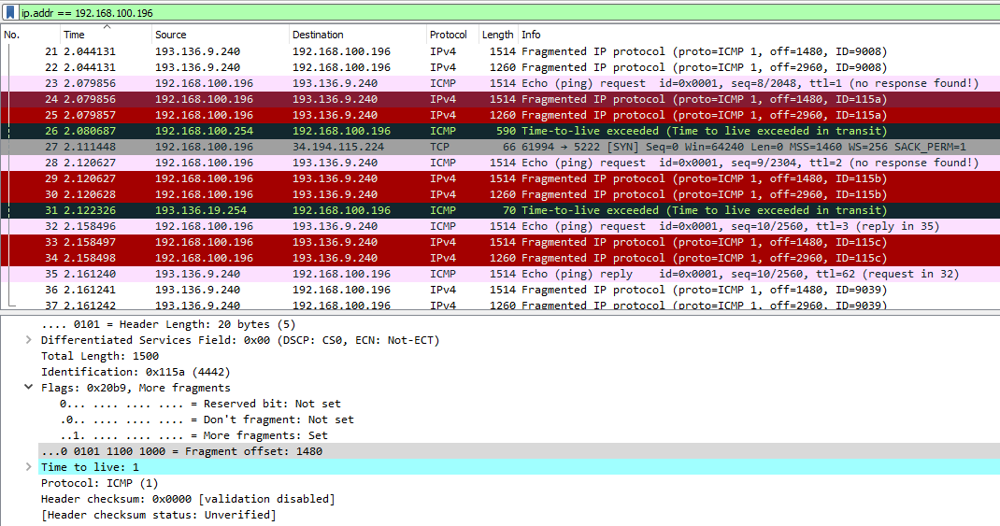 ip.addr == 192.168.100.196
No. Time Source Destination Protocol Length Info
21 2.044131 193.136.9.240 192.168.100.196 IPv4 1514 Fragmented IP protocol (proto=ICMP 1, off=1480, ID=9008)
22 2.044131 193.136.9.240 192.168.100.196 IPv4 1260 Fragmented IP protocol (proto=ICMP 1, off=2960, ID=9008)
23 2.079856 192.168.100.196 193.136.9.240 ICMP 1514 Echo (ping) request id=0x0001, seq=8/2048, ttl=1 (no response found!)
24 2.079856 192.168.100.196 193.136.9.240 IPv4 1514 Fragmented IP protocol (proto=ICMP 1, off=1480, ID=115a)
25 2.079857 192.168.100.196 193.136.9.240 IPv4 1260 Fragmented IP protocol (proto=ICMP 1, off=2960, ID=115a)
26 2.080687 192.168.100.254 192.168.100.196 ICMP 590 Time-to-live exceeded (Time to live exceeded in transit)
27 2.111448 192.168.100.196 34.194.115.224 TCP 66 61994 → 5222 [SYN] Seq=0 Win=64240 Len=0 MSS=1460 WS=256 SACK_PERM=1
28 2.120627 192.168.100.196 193.136.9.240 ICMP 1514 Echo (ping) request id=0x0001, seq=9/2304, ttl=2 (no response found!)
29 2.120627 192.168.100.196 193.136.9.240 IPv4 1514 Fragmented IP protocol (proto=ICMP 1, off=1480, ID=115b)
30 2.120628 192.168.100.196 193.136.9.240 IPv4 1260 Fragmented IP protocol (proto=ICMP 1, off=2960, ID=115b)
31 2.122326 193.136.19.254 192.168.100.196 ICMP 70 Time-to-live exceeded (Time to live exceeded in transit)
32 2.158496 192.168.100.196 193.136.9.240 ICMP 1514 Echo (ping) request id=0x0001, seq=10/2560, ttl=3 (reply in 35)
33 2.158497 192.168.100.196 193.136.9.240 IPv4 1514 Fragmented IP protocol (proto=ICMP 1, off=1480, ID=115c)
34 2.158498 192.168.100.196 193.136.9.240 IPv4 1260 Fragmented IP protocol (proto=ICMP 1, off=2960, ID=115c)
35 2.161240 193.136.9.240 192.168.100.196 ICMP 1514 Echo (ping) reply id=0x0001, seq=10/2560, ttl=62 (request in 32)
36 2.161241 193.136.9.240 192.168.100.196 IPv4 1514 Fragmented IP protocol (proto=ICMP 1, off=1480, ID=9039)
37 2.161242 193.136.9.240 192.168.100.196 IPv4 1260 Fragmented IP protocol (proto=ICMP 1, off=2960, ID=9039)
.... 0101 = Header Length: 20 bytes (5)
Differentiated Services Field: 0x00 (DSCP: CS0, ECN: Not-ECT)
Total Length: 1500
Identification: 0x115a (4442)
Flags: 0x20b9, More fragments
0... .... .... .... = Reserved bit: Not set
.0.. .... .... .... = Don't fragment: Not set
..1. .... .... .... = More fragments: Set
...0 0101 1100 1000 = Fragment offset: 1480
Time to live: 1
Protocol: ICMP (1)
Header checksum: 0x0000 [validation disabled]
[Header checksum status: Unverified]